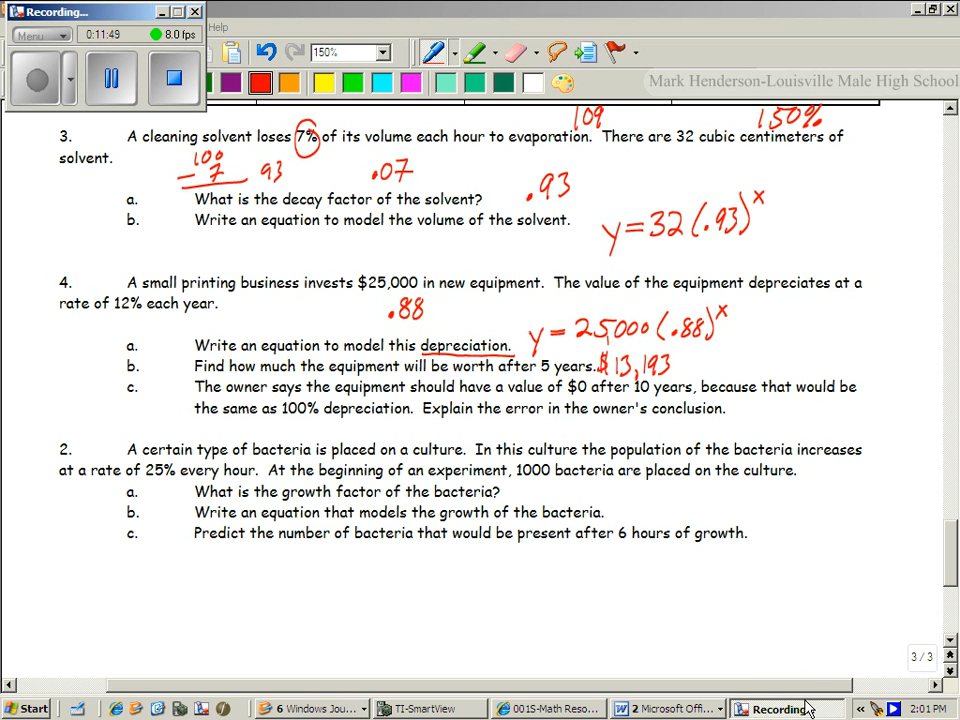 Recording...
Menu 0:11:49 8.0 fps
Help
150%
Mark Henderson-Louisville Male High School
109 150%
3. A cleaning solvent loses 7% of its volume each hour to evaporation. There are 32 cubic centimeters of
solvent.
100
- 7 93 .07
a. What is the decay factor of the solvent? .93
b. Write an equation to model the volume of the solvent. y = 32 (.93)^x
4. A small printing business invests $25,000 in new equipment. The value of the equipment depreciates at a
rate of 12% each year.
.88
a. Write an equation to model this depreciation. y = 25,000 (.88)^x
b. Find how much the equipment will be worth after 5 years. $13,193
c. The owner says the equipment should have a value of $0 after 10 years, because that would be
the same as 100% depreciation. Explain the error in the owner's conclusion.
2. A certain type of bacteria is placed on a culture. In this culture the population of the bacteria increases
at a rate of 25% every hour. At the beginning of an experiment, 1000 bacteria are placed on the culture.
a. What is the growth factor of the bacteria?
b. Write an equation that models the growth of the bacteria.
c. Predict the number of bacteria that would be present after 6 hours of growth.
3 / 3
Start 6 Windows Jou... TI-SmartView 001S-Math Reso... 2 Microsoft Offi... Recording... « 2:01 PM